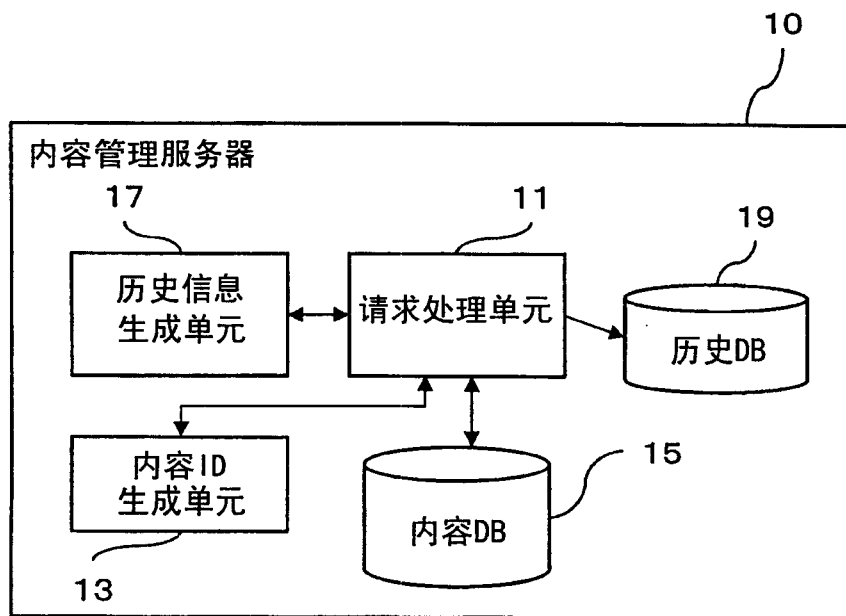 10
内容管理服务器
17
11
19
历史信息
生成单元
请求处理单元
历史DB
内容ID
生成单元
内容DB
15
13